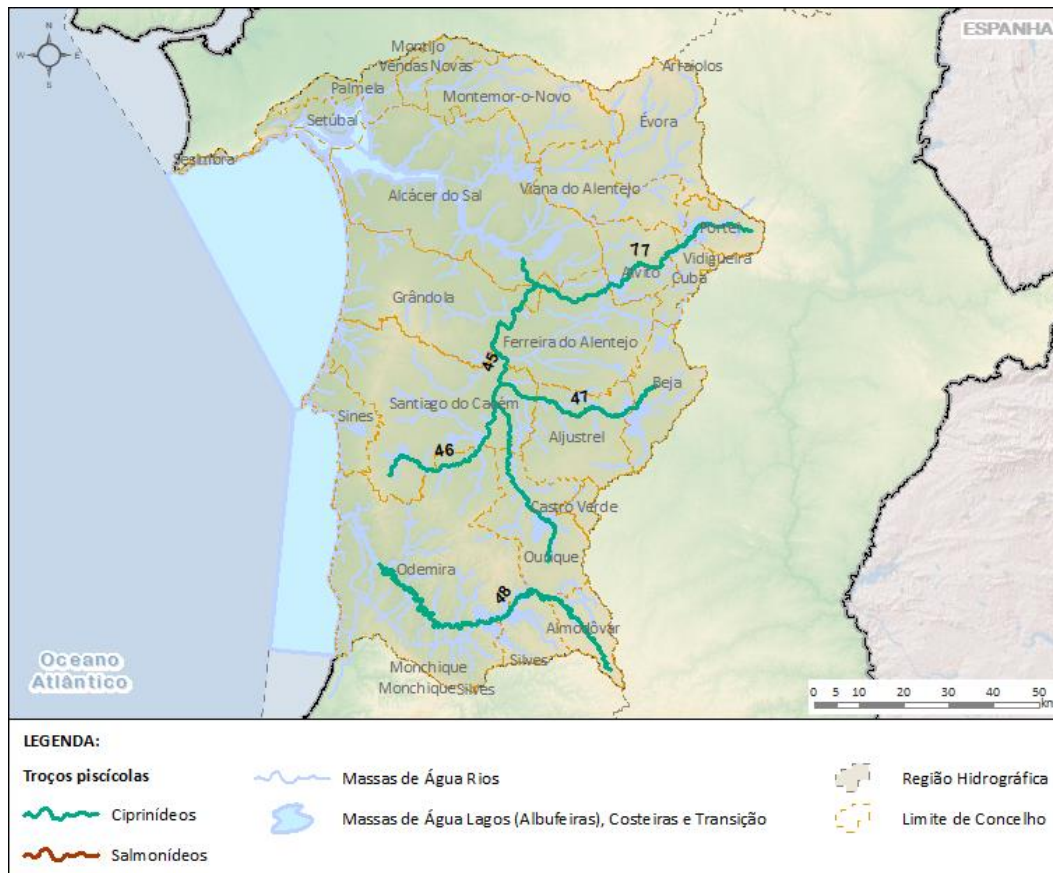 N
W E
S
ESPANHA
Montijo
Vendas Novas
Arraiolos
Palmela
Montemor-o-Novo
Setúbal
Évora
Sesimbra
Alcácer do Sal
Viana do Alentejo
Portel
77
Vidigueira
Alvito
Cuba
Grândola
Ferreira do Alentejo
45
Beja
Santiago do Cacém
47
Sines
Aljustrel
46
Castro Verde
Ourique
Odemira
48
Almodôvar
Oceano
Atlântico
Monchique
Silves
Monchique
Silves
0 5 10 20 30 40 50
km
LEGENDA:
Troços piscícolas
Ciprinídeos
Salmonídeos
Massas de Água Rios
Massas de Água Lagos (Albufeiras), Costeiras e Transição
Região Hidrográfica
Limite de Concelho